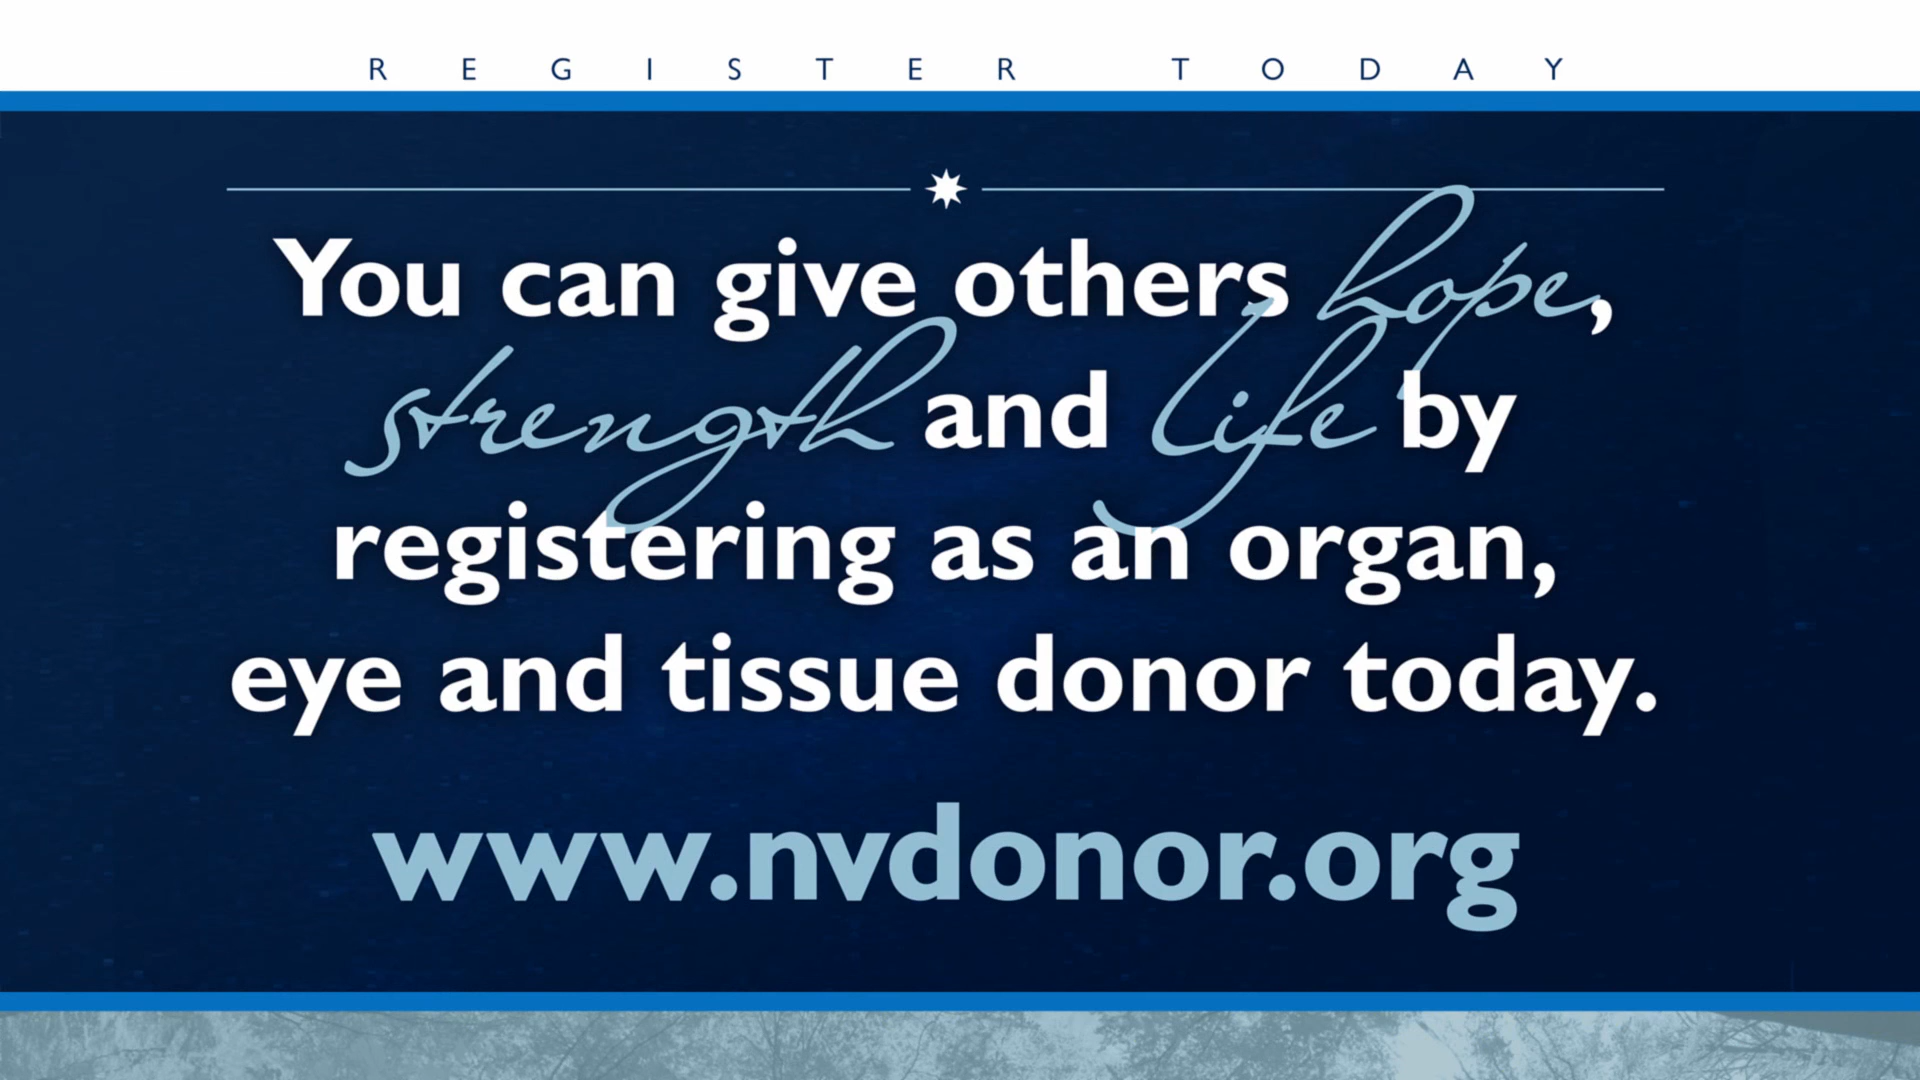 REGISTER TODAY
You can give others hope,
strength and life by
registering as an organ,
eye and tissue donor today.
www.nvdonor.org